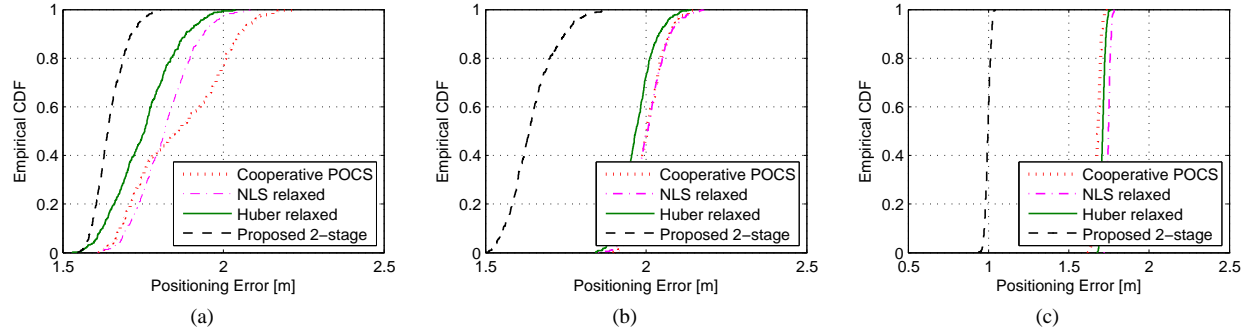 1
0.8
0.6
0.4
0.2
0
Empirical CDF
1.5
2
2.5
Positioning Error [m]
Cooperative POCS
NLS relaxed
Huber relaxed
Proposed 2−stage
(a)
1
0.8
0.6
0.4
0.2
0
Empirical CDF
1.5
2
2.5
Positioning Error [m]
Cooperative POCS
NLS relaxed
Huber relaxed
Proposed 2−stage
(b)
1
0.8
0.6
0.4
0.2
0
Empirical CDF
0.5
1
1.5
2
2.5
Positioning Error [m]
Cooperative POCS
NLS relaxed
Huber relaxed
Proposed 2−stage
(c)